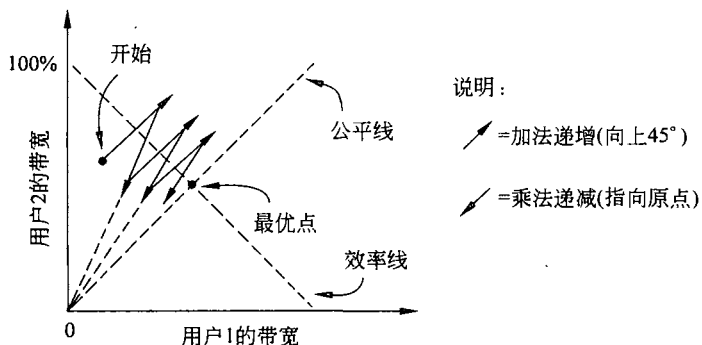 开始
100%
公平线
最优点
效率线
用户2的带宽
0
用户1的带宽
说明：
=加法递增(向上45°)
=乘法递减(指向原点)